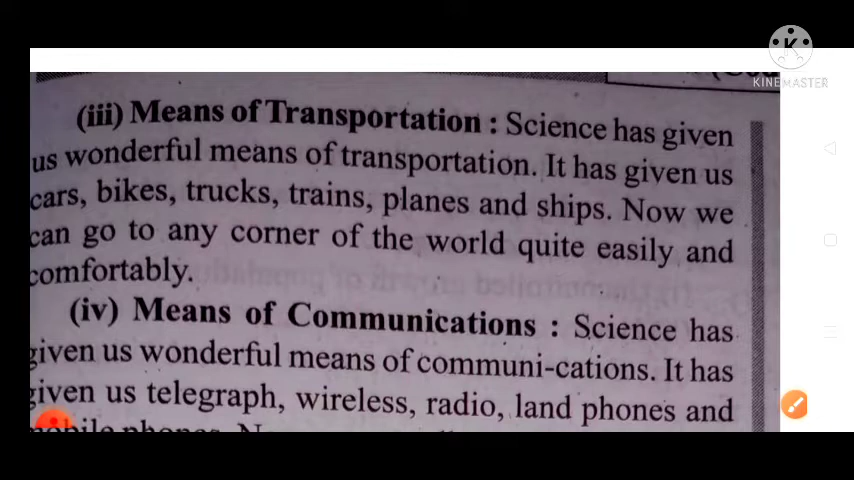 KINEMASTER
(iii) Means of Transportation : Science has given
us wonderful means of transportation. It has given us
cars, bikes, trucks, trains, planes and ships. Now we
can go to any corner of the world quite easily and
comfortably.
(iv) Means of Communications : Science has
given us wonderful means of communi-cations. It has
given us telegraph, wireless, radio, land phones and
mobile phones.